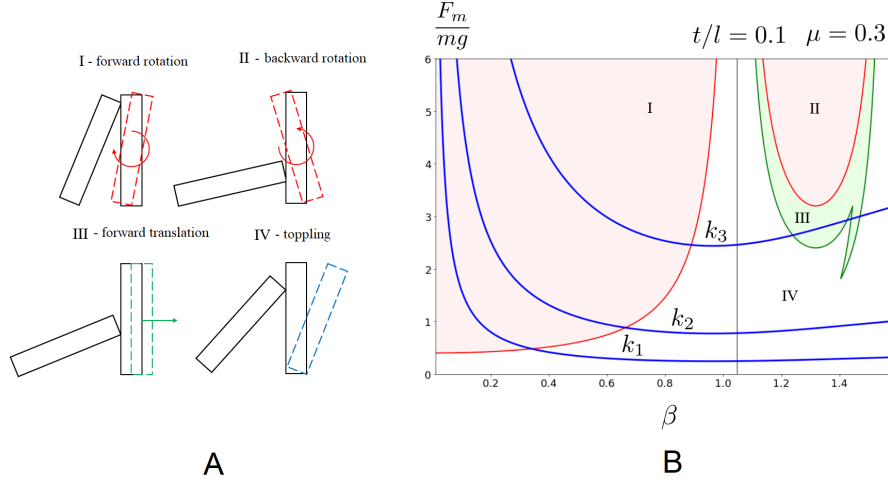 I - forward rotation
II - backward rotation
III - forward translation
IV - toppling
A
F_m
mg
t/l = 0.1 μ = 0.3
6
5
4
3
2
1
0
I
II
III
IV
k_3
k_2
k_1
0.2 0.4 0.6 0.8 1.0 1.2 1.4
β
B